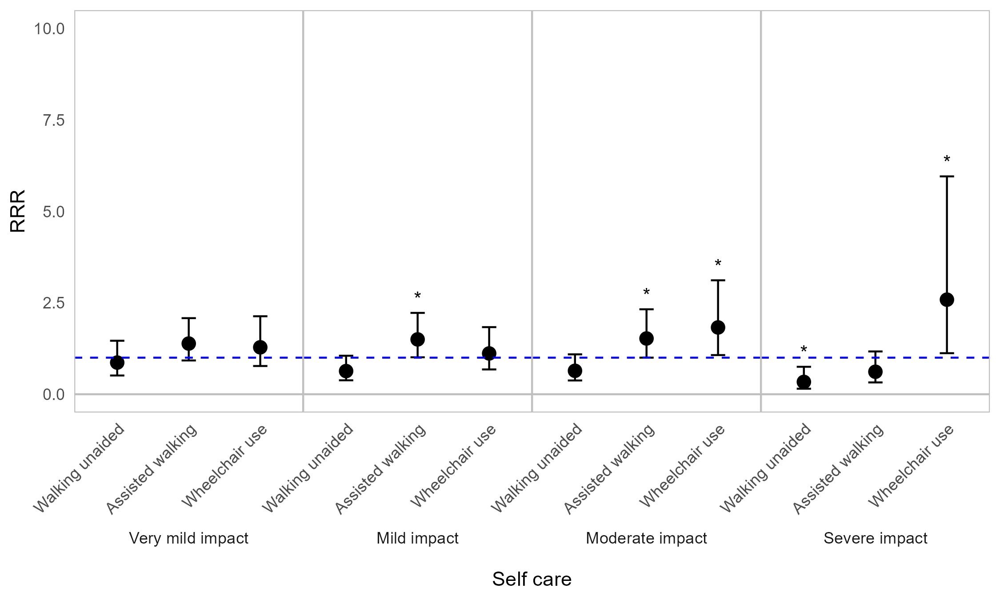 10.0
7.5
5.0
2.5
0.0
RRR
*
*
*
*
*
Walking unaided
Assisted walking
Wheelchair use
Walking unaided
Assisted walking
Wheelchair use
Walking unaided
Assisted walking
Wheelchair use
Walking unaided
Assisted walking
Wheelchair use
Very mild impact
Mild impact
Moderate impact
Severe impact
Self care